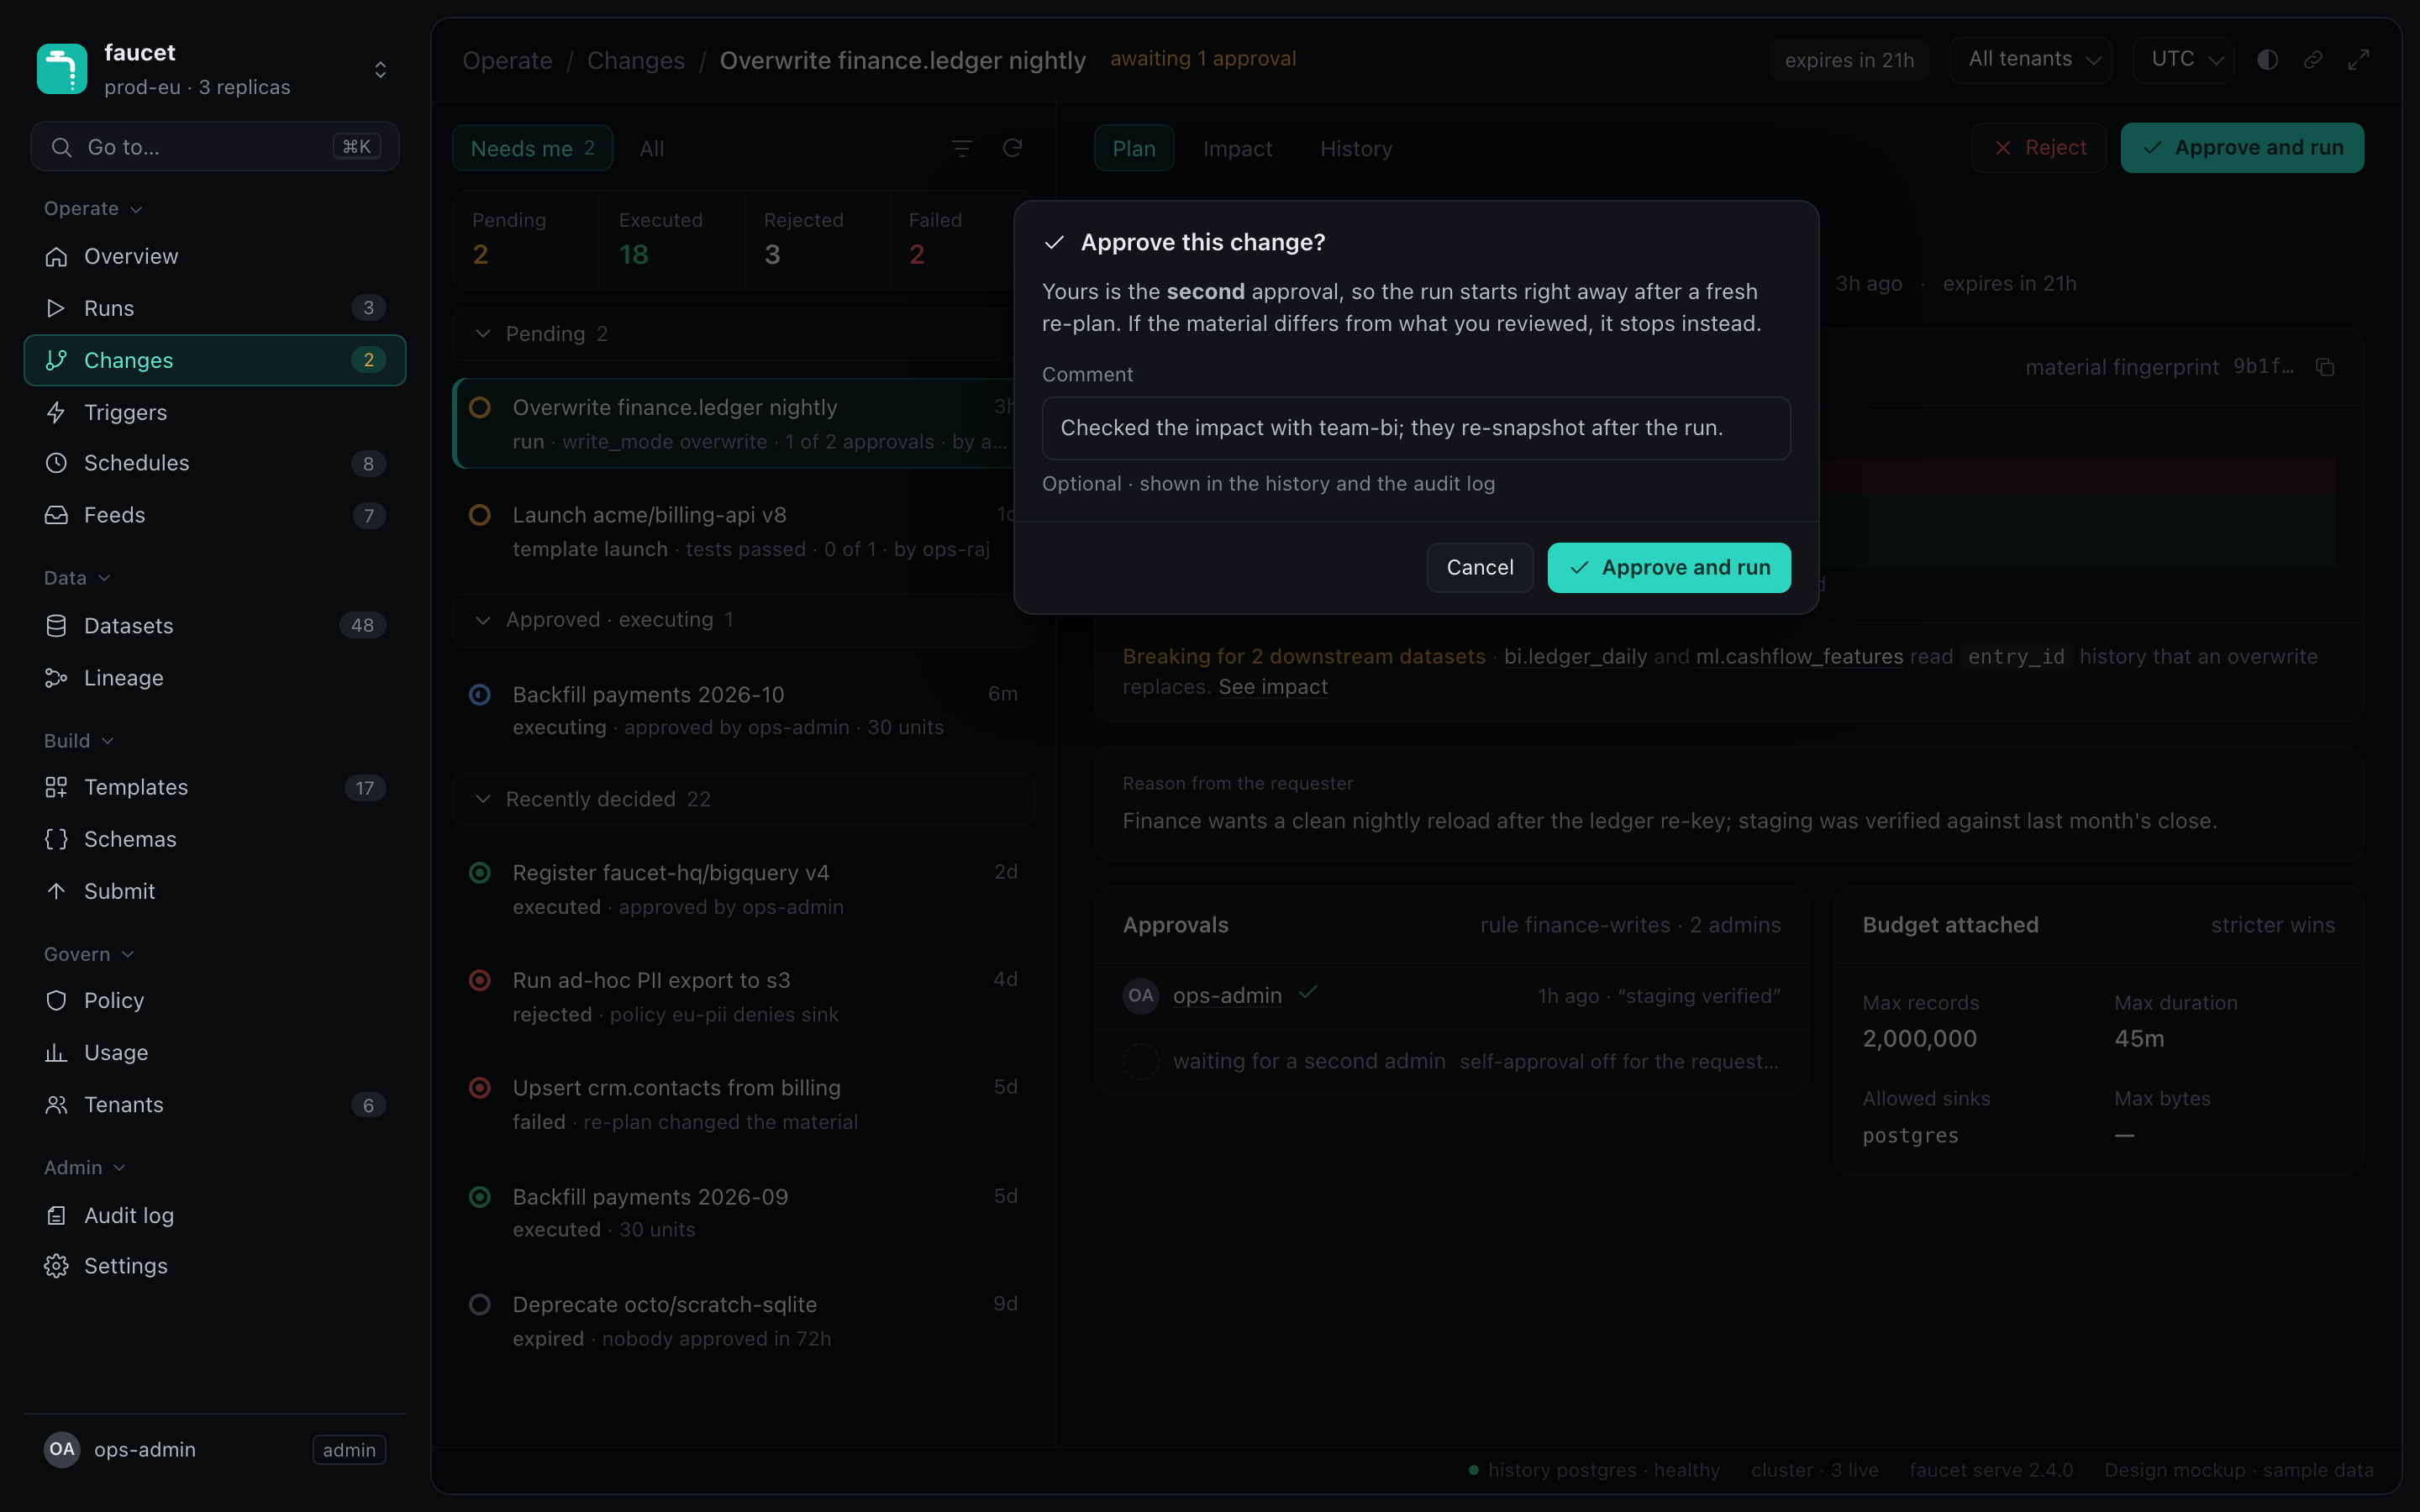 faucet
prod-eu · 3 replicas
Go to...
⌘K
Operate
Overview
Runs 3
Changes 2
Triggers
Schedules 8
Feeds 7
Data
Datasets 48
Lineage
Build
Templates 17
Schemas
Submit
Govern
Policy
Usage
Tenants 6
Admin
Audit log
Settings
OA ops-admin admin
Operate / Changes / Overwrite finance.ledger nightly awaiting 1 approval
expires in 21h All tenants UTC
Needs me 2 All
Pending Executed Rejected Failed
2 18 3 2
Pending 2
Overwrite finance.ledger nightly
run · write_mode overwrite · 1 of 2 approvals · by a...
Launch acme/billing-api v8
template launch · tests passed · 0 of 1 · by ops-raj
Approved · executing 1
Backfill payments 2026-10 6m
executing · approved by ops-admin · 30 units
Recently decided 22
Register faucet-hq/bigquery v4 2d
executed · approved by ops-admin
Run ad-hoc PII export to s3 4d
rejected · policy eu-pii denies sink
Upsert crm.contacts from billing 5d
failed · re-plan changed the material
Backfill payments 2026-09 5d
executed · 30 units
Deprecate octo/scratch-sqlite 9d
expired · nobody approved in 72h
Plan Impact History
Reject Approve and run
3h ago · expires in 21h
material fingerprint 9b1f…
Approve this change?
Yours is the second approval, so the run starts right away after a fresh
re-plan. If the material differs from what you reviewed, it stops instead.
Comment
Checked the impact with team-bi; they re-snapshot after the run.
Optional · shown in the history and the audit log
Cancel Approve and run
Breaking for 2 downstream datasets · bi.ledger_daily and ml.cashflow_features read entry_id history that an overwrite
replaces. See impact
Reason from the requester
Finance wants a clean nightly reload after the ledger re-key; staging was verified against last month's close.
Approvals rule finance-writes · 2 admins
OA ops-admin 1h ago · “staging verified”
waiting for a second admin self-approval off for the request...
Budget attached stricter wins
Max records Max duration
2,000,000 45m
Allowed sinks Max bytes
postgres —
history postgres · healthy cluster · 3 live faucet serve 2.4.0 Design mockup · sample data